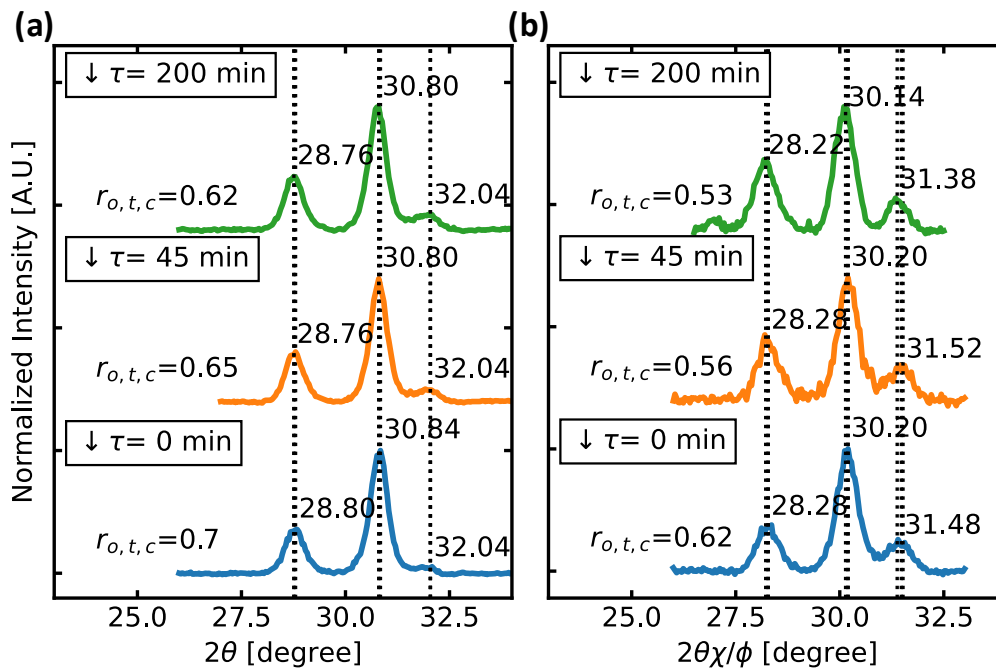 (a)
Normalized Intensity [A.U.]
↓ τ= 200 min
30.80
28.76
32.04
r_{o, t, c}=0.62
↓ τ= 45 min
30.80
28.76
32.04
r_{o, t, c}=0.65
↓ τ= 0 min
30.84
28.80
32.04
r_{o, t, c}=0.7
25.0 27.5 30.0 32.5
2θ [degree]
(b)
↓ τ= 200 min
30.14
28.22
31.38
r_{o, t, c}=0.53
↓ τ= 45 min
30.20
28.28
31.52
r_{o, t, c}=0.56
↓ τ= 0 min
30.20
28.28
31.48
r_{o, t, c}=0.62
25.0 27.5 30.0 32.5
2θχ/ϕ [degree]